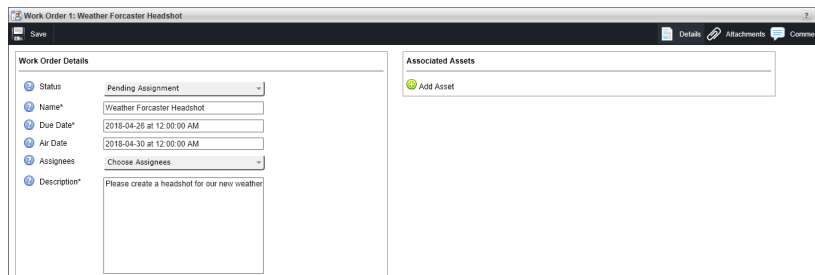 Work Order 1: Weather Forcaster Headshot
?
Save
Details Attachments Comme
Work Order Details
Status Pending Assignment
Name* Weather Forcaster Headshot
Due Date* 2018-04-26 at 12:00:00 AM
Air Date 2018-04-30 at 12:00:00 AM
Assignees Choose Assignees
Description* Please create a headshot for our new weather
Associated Assets
Add Asset